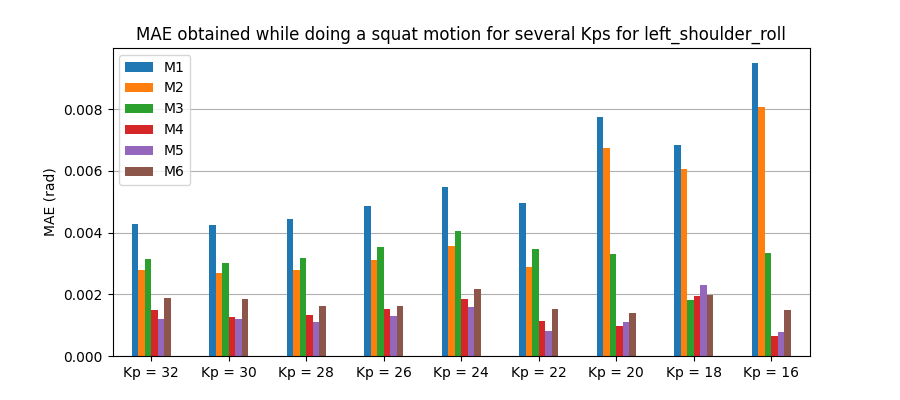 MAE obtained while doing a squat motion for several Kps for left_shoulder_roll
M1
M2
M3
M4
M5
M6
MAE (rad)
0.008
0.006
0.004
0.002
0.000
Kp = 32 Kp = 30 Kp = 28 Kp = 26 Kp = 24 Kp = 22 Kp = 20 Kp = 18 Kp = 16